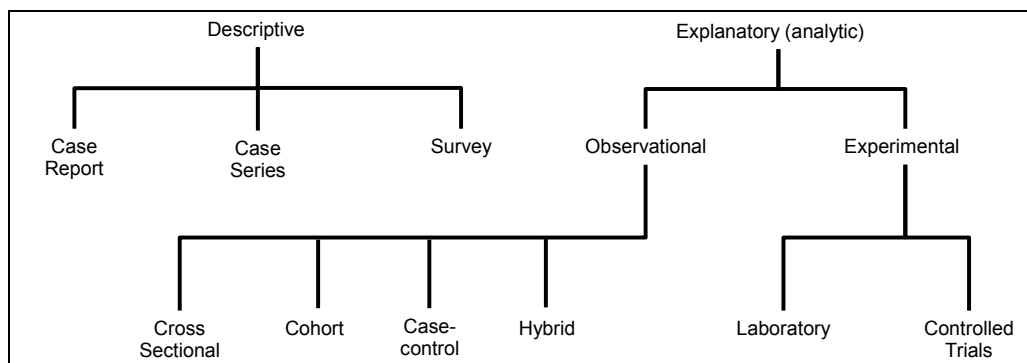 Descriptive
Explanatory (analytic)
Case
Report
Case
Series
Survey
Observational
Experimental
Cross
Sectional
Cohort
Case-
control
Hybrid
Laboratory
Controlled
Trials